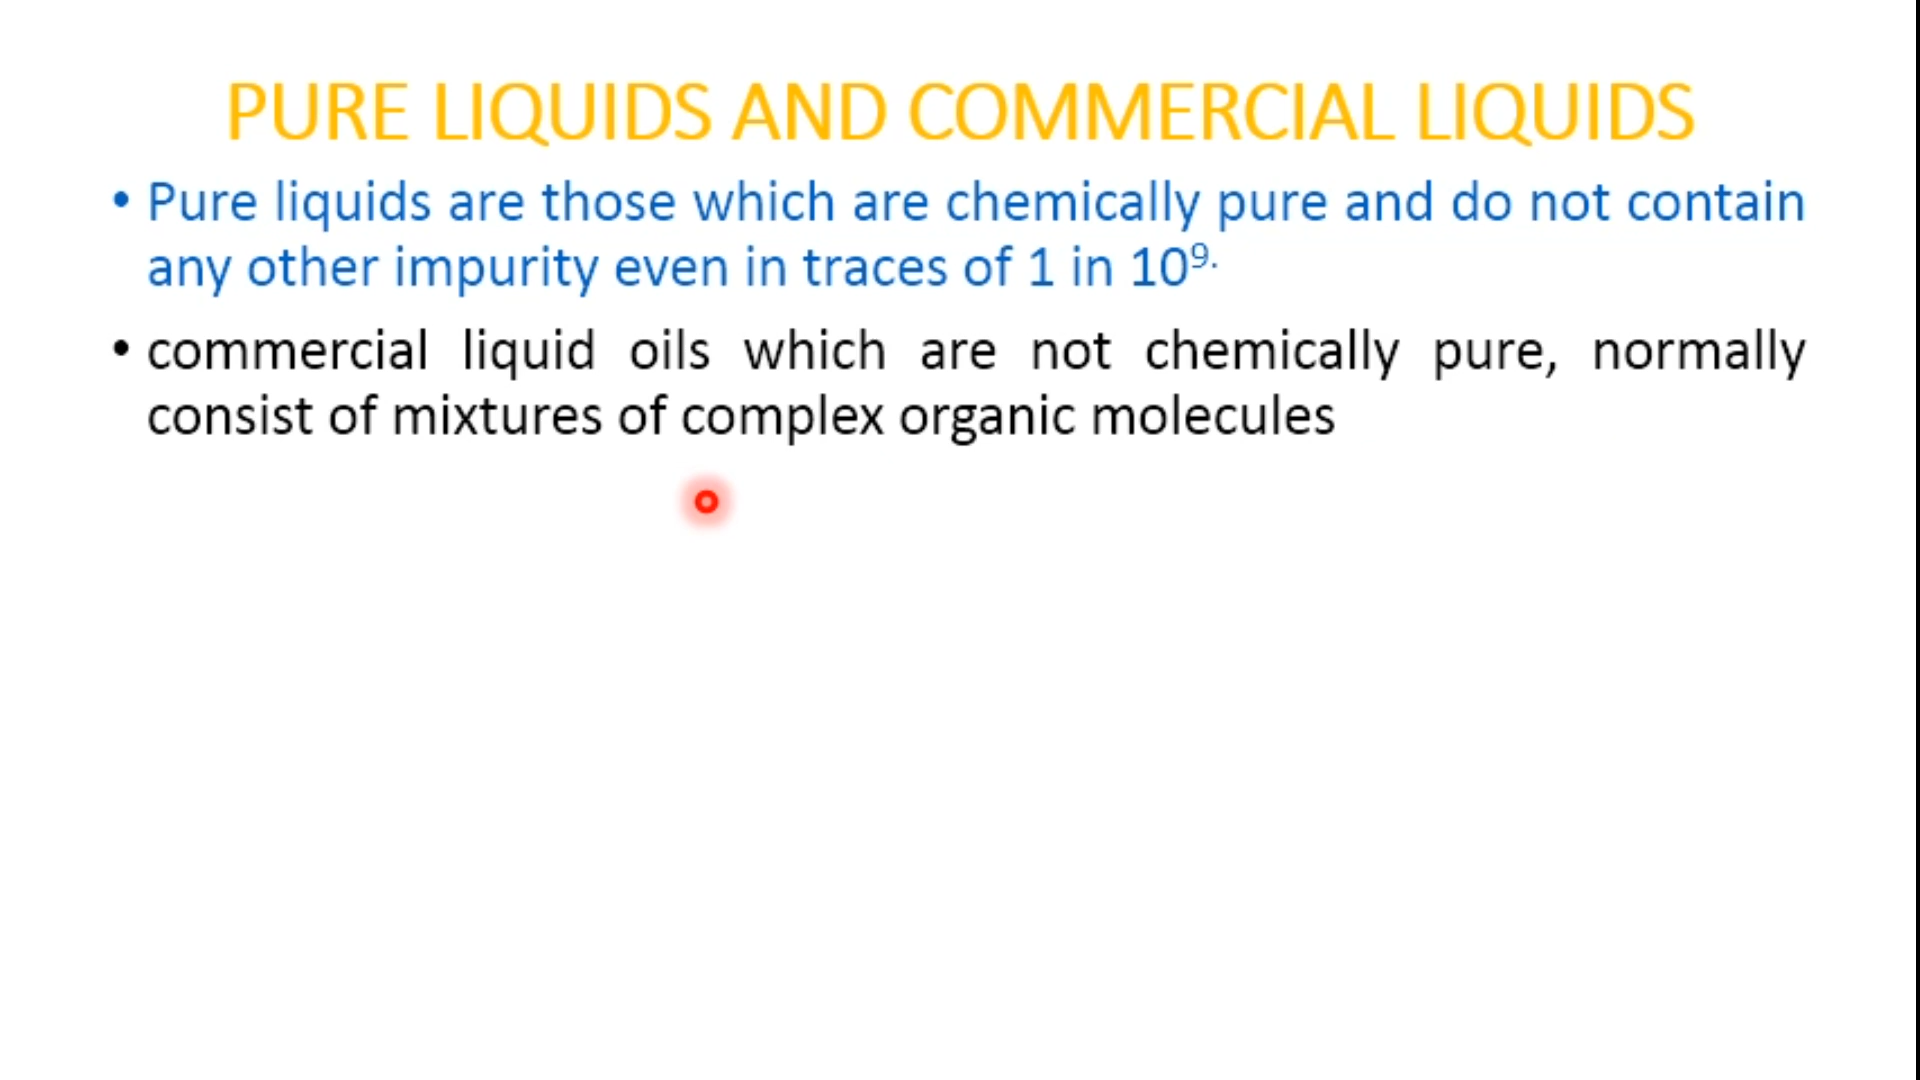 PURE LIQUIDS AND COMMERCIAL LIQUIDS
• Pure liquids are those which are chemically pure and do not contain
any other impurity even in traces of 1 in 10⁹·
• commercial liquid oils which are not chemically pure, normally
consist of mixtures of complex organic molecules